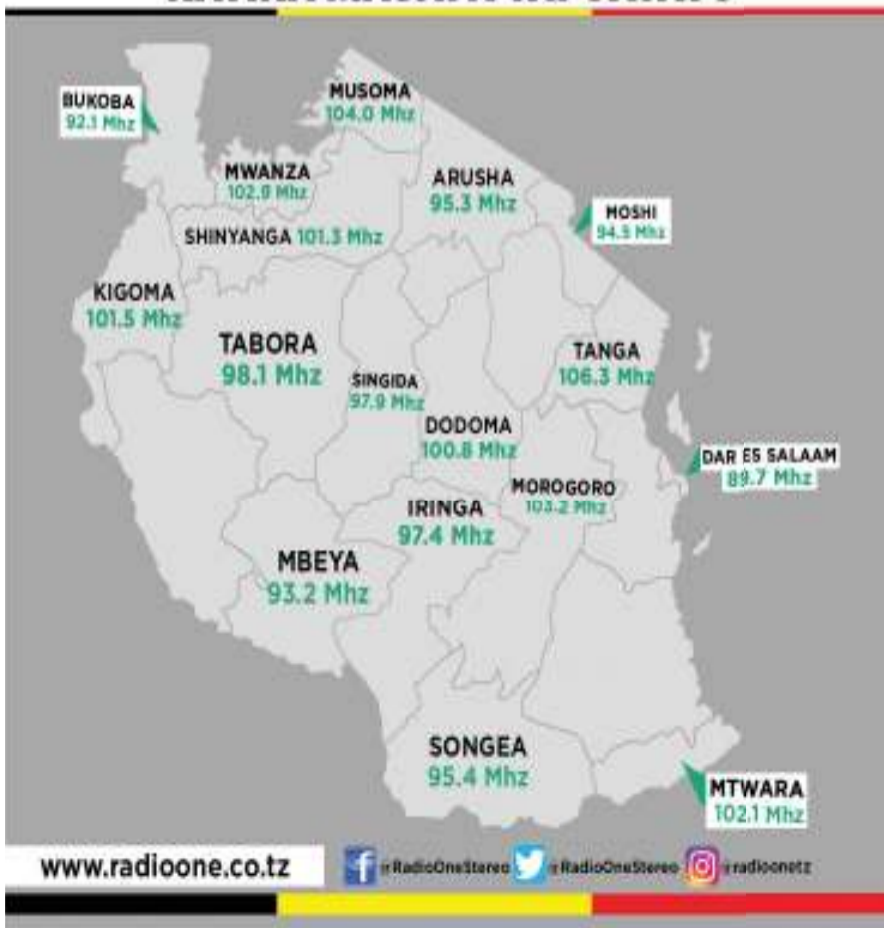 BUKOBA
92.1 Mhz
MUSOMA
104.0 Mhz
MWANZA
102.9 Mhz
ARUSHA
95.3 Mhz
MOSHI
94.5 Mhz
SHINYANGA 101.3 Mhz
KIGOMA
101.5 Mhz
TABORA
98.1 Mhz
SINGIDA
97.9 Mhz
TANGA
106.3 Mhz
DODOMA
100.8 Mhz
DAR ES SALAAM
89.7 Mhz
MOROGORO
103.2 Mhz
IRINGA
97.4 Mhz
MBEYA
93.2 Mhz
SONGEA
95.4 Mhz
MTWARA
102.1 Mhz
www.radioone.co.tz
@RadioOneStereo @RadioOneStereo @radioonetz